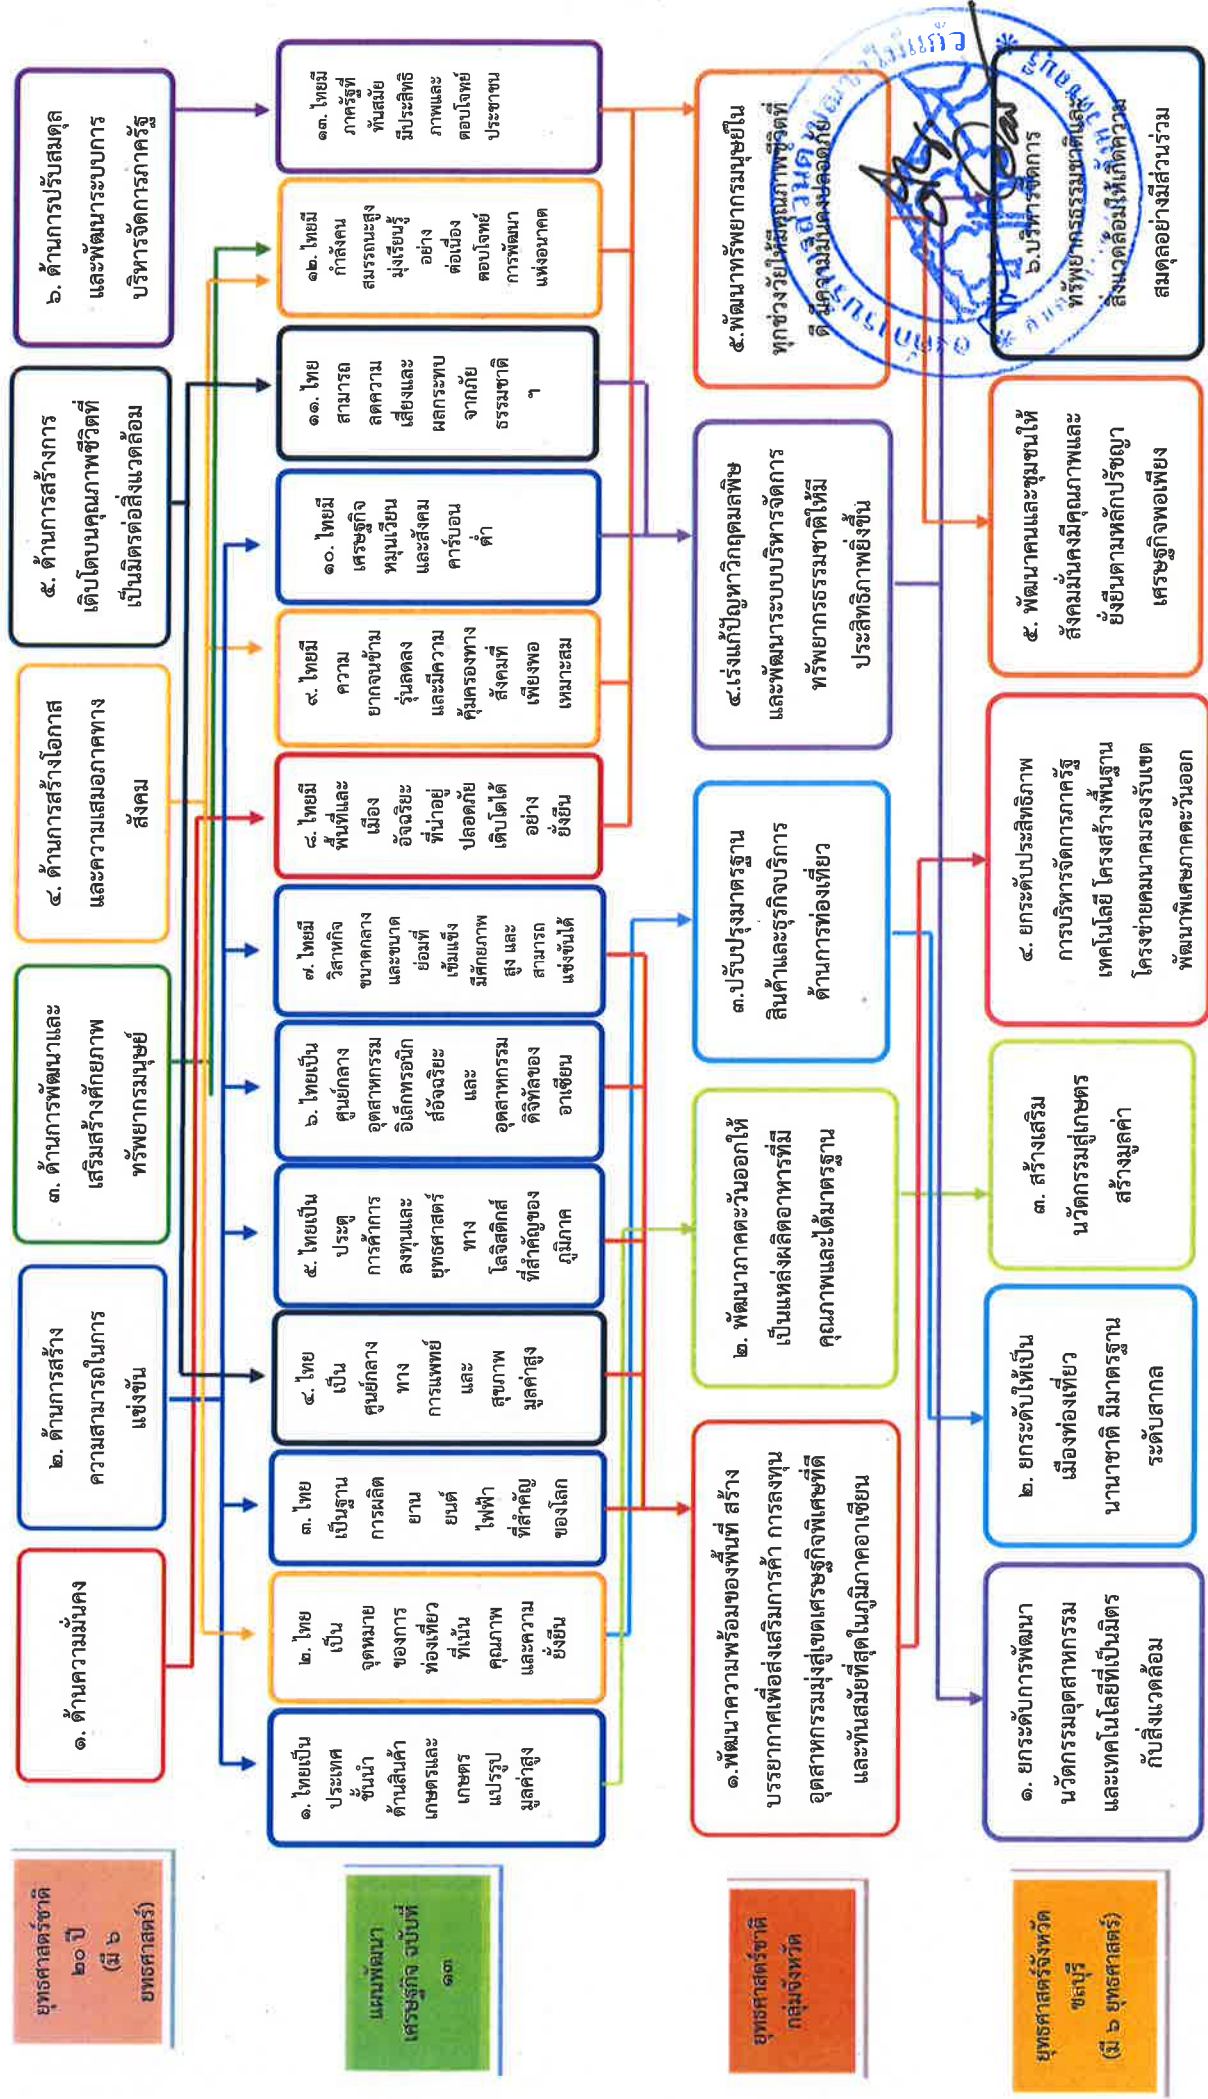 ยุทธศาสตร์ชาติ
๒๐ ปี
(มี ๖
ยทธศาสตร์)
๑. ด้านความมั่นคง
๒. ด้านการสร้าง
ความสามารถในการ
แข่งขัน
๓. ด้านการพัฒนาและ
เสริมสร้างศักยภาพ
ทรัพยากรมนุษย์
๔. ด้านการสร้างโอกาส
และความเสมอภาคทาง
สังคม
๕. ด้านการสร้างการ
เติบโตบนคุณภาพชีวิตที่
เป็นมิตรต่อสิ่งแวดล้อม
๖. ด้านการปรับสมดุล
และพัฒนาระบบการ
บริหารจัดการภาครัฐ
แผนพัฒนา
เศรษฐกิจ ฉบับที่
๑๓
๑. ไทยเป็น
ประเทศ
ชั้นนำ
ด้านสินค้า
เกษตรและ
เกษตร
แปรรูป
มูลค่าสูง
๒. ไทย
เป็น
จุดหมาย
ของการ
ท่องเที่ยว
ที่เน้น
คุณภาพ
และความ
ยั่งยืน
๓. ไทย
เป็นฐาน
การผลิต
ยาน
ยนต์
ไฟฟ้า
ที่สำคัญ
ของโลก
๔. ไทย
เป็น
ศูนย์กลาง
ทาง
การแพทย์
และ
สุขภาพ
มูลค่าสูง
๕. ไทยเป็น
ประตู
การค้าการ
ลงทุนและ
ยุทธศาสตร์
ทาง
โลจิสติกส์
ที่สำคัญของ
ภูมิภาค
๖. ไทยเป็น
ศูนย์กลาง
อุตสาหกรรม
อิเล็กทรอนิก
ส์อัจฉริยะ
และ
อุตสาหกรรม
ดิจิทัลของ
อาเซียน
๗. ไทยมี
วิสาหกิจ
ขนาดกลาง
และขนาด
ย่อมที่
เข้มแข็ง
มีศักยภาพ
สูง และ
สามารถ
แข่งขันได้
๘. ไทยมี
พื้นที่และ
เมือง
อัจฉริยะ
ที่น่าอยู่
ปลอดภัย
เติบโตได้
อย่าง
ยั่งยืน
๙. ไทยมี
ความ
ยากจนข้าม
รุ่นลดลง
และมีความ
คุ้มครองทาง
สังคมที่
เพียงพอ
เหมาะสม
๑๐. ไทยมี
เศรษฐกิจ
หมุนเวียน
และสังคม
คาร์บอน
ต่ำ
๑๑. ไทย
สามารถ
ลดความ
เสี่ยงและ
ผลกระทบ
จากภัย
ธรรมชาติ
ฯ
๑๒. ไทยมี
กำลังคน
สมรรถนะสูง
มุ่งเรียนรู้
อย่าง
ต่อเนื่อง
ตอบโจทย์
การพัฒนา
แห่งอนาคต
๑๓. ไทยมี
ภาครัฐที่
ทันสมัย
มีประสิทธิ
ภาพและ
ตอบโจทย์
ประชาชน
ยุทธศาสตร์ชาติ
กลุ่มจังหวัด
๑.พัฒนาความพร้อมของพื้นที่ สร้าง
บรรยากาศเพื่อส่งเสริมการค้า การลงทุน
อุตสาหกรรมมุ่งสู่เขตเศรษฐกิจพิเศษที่ดี
และทันสมัยที่สุดในภูมิภาคอาเซียน
๒. พัฒนาภาคตะวันออกให้
เป็นแหล่งผลิตอาหารที่มี
คุณภาพและได้มาตรฐาน
๓.ปรับปรุงมาตรฐาน
สินค้าและธุรกิจบริการ
ด้านการท่องเที่ยว
๔.เร่งแก้ปัญหาวิกฤตมลพิษ
และพัฒนาระบบบริหารจัดการ
ทรัพยากรธรรมชาติให้มี
ประสิทธิภาพยิ่งขึ้น
๕.พัฒนาทรัพยากรมนุษย์ใน
ทุกช่วงวัยให้มีคุณภาพชีวิตที่
ดี มีความมั่นคงปลอดภัย
ยุทธศาสตร์จังหวัด
ชลบุรี
(มี ๖ ยุทธศาสตร์)
๑. ยกระดับการพัฒนา
นวัตกรรมอุตสาหกรรม
และเทคโนโลยีที่เป็นมิตร
กับสิ่งแวดล้อม
๒. ยกระดับให้เป็น
เมืองท่องเที่ยว
นานาชาติ มีมาตรฐาน
ระดับสากล
๓. สร้างเสริม
นวัตกรรมสู่เกษตร
สร้างมูลค่า
๔. ยกระดับประสิทธิภาพ
การบริหารจัดการภาครัฐ
เทคโนโลยี โครงสร้างพื้นฐาน
โครงข่ายคมนาคมรองรับเขต
พัฒนาพิเศษภาคตะวันออก
๕. พัฒนาคนและชุมชนให้
สังคมมั่นคงมีคุณภาพและ
ยั่งยืนตามหลักปรัชญา
เศรษฐกิจพอเพียง
๖.บริหารจัดการ
ทรัพยากรธรรมชาติและ
สิ่งแวดล้อมให้เกิดความ
สมดุลอย่างมีส่วนร่วม